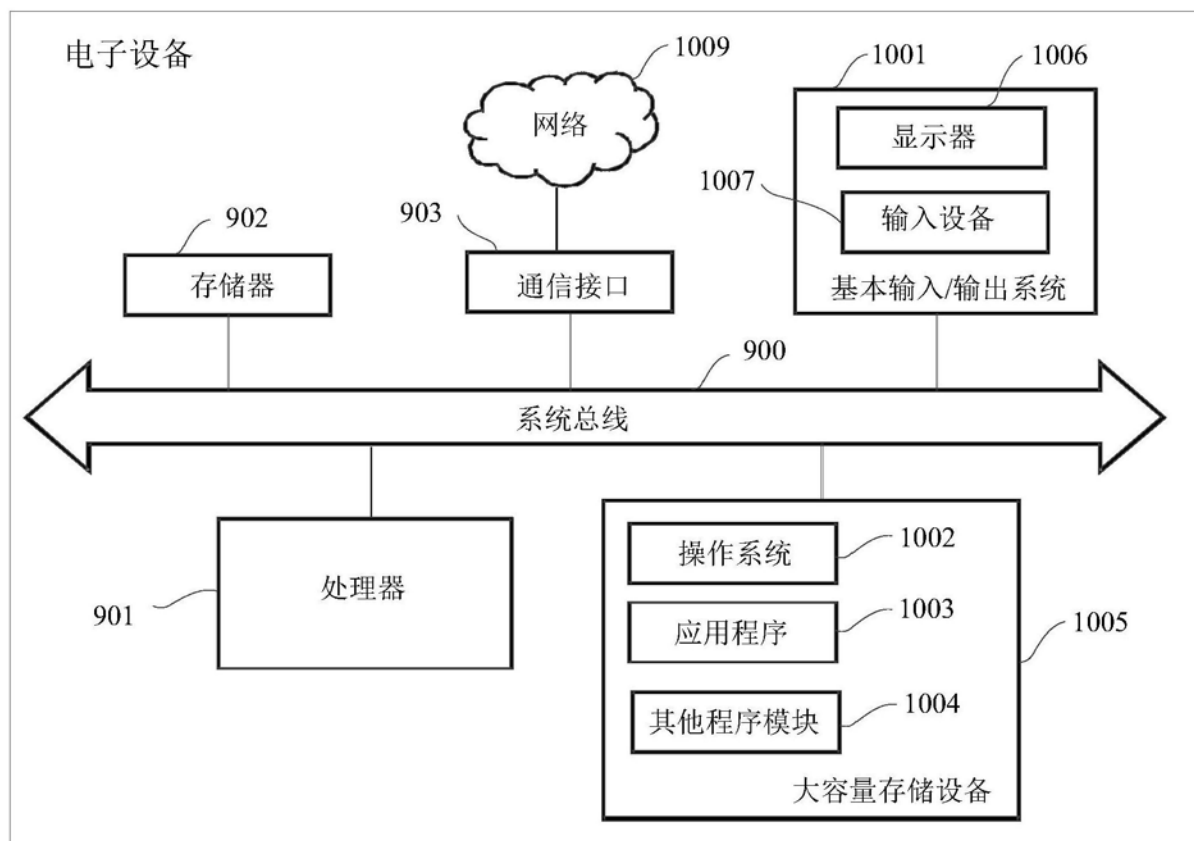 电子设备
1009
网络
1001
1006
显示器
1007
输入设备
基本输入/输出系统
902
存储器
903
通信接口
900
系统总线
901
处理器
操作系统
1002
应用程序
1003
其他程序模块
1004
1005
大容量存储设备